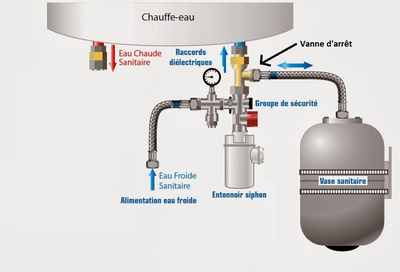 Chauffe-eau
Eau Chaude
Sanitaire
Raccords
diélectriques
Vanne d'arrêt
Groupe de sécurité
Eau Froide
Sanitaire
Alimentation eau froide
Entonnoir siphon
Vase sanitaire